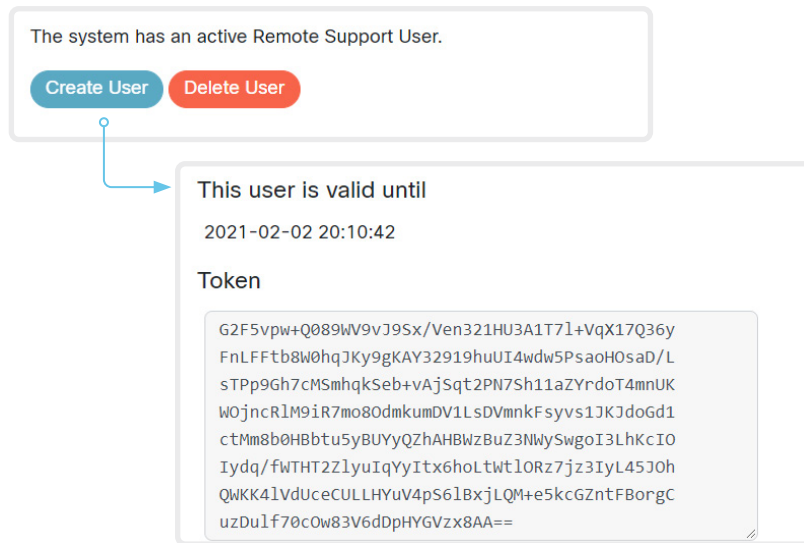 The system has an active Remote Support User.
Create User Delete User
This user is valid until
2021-02-02 20:10:42
Token
G2F5vpw+Q089WV9vJ9Sx/Ven321HU3A1T7l+VqX17Q36y
FnLFFtb8W0hqJKy9gKAY32919huUI4wdw5PsaoHOsaD/L
sTPp9Gh7cMSmhqkSeb+vAjSqt2PN7Sh11aZYrdoT4mnUK
WOjncRlM9iR7mo8OdmkumDV1LsDVmnkFsyvs1JKJdoGd1
ctMm8b0HBbtu5yBUYyQZhAHBWzBuZ3NWySwgoI3LhKcIO
Iydq/fWTHT2ZlyuIqYyItx6holtWtlORz7jz3IyL45JOh
QWKK4lVdUceCULLHYuV4pS6lBxjLQM+e5kcGZntFBorgC
uzDulf70cOw83V6dDpHYGVzx8AA==